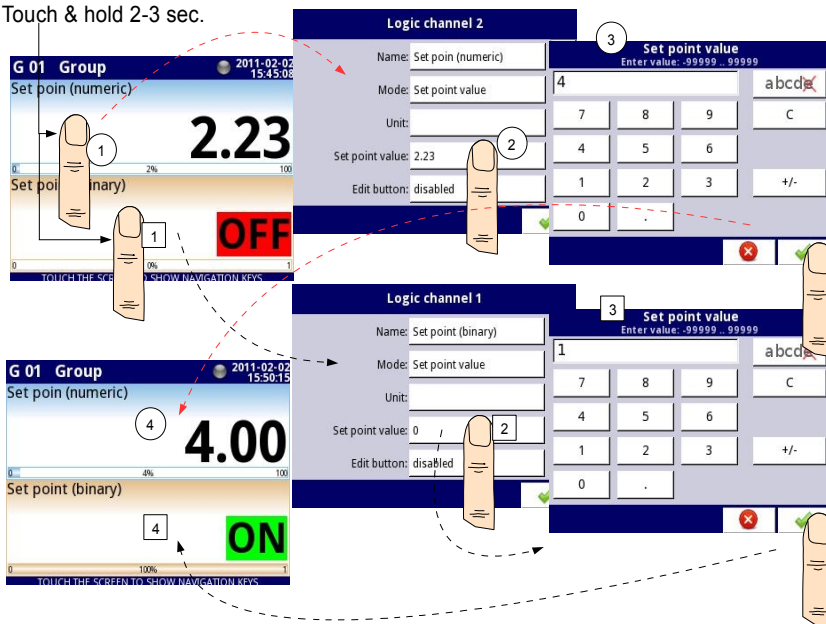 Touch & hold 2-3 sec.
G 01 Group
2011-02-02
15:45:08
Set poin (numeric)
1
2.23
0 2% 100
Set poi inary)
1
OFF
0 0% 1
TOUCH THE SCREEN TO SHOW NAVIGATION KEYS
Logic channel 2
Name: Set poin (numeric)
Mode: Set point value
Unit:
Set point value: 2.23
2
Edit button: disabled
3
Set point value
Enter value: -99999 .. 99999
4
abcde
7 8 9 C
4 5 6
1 2 3 +/-
0 .
Logic channel 1
Name: Set point (binary)
Mode: Set point value
Unit:
Set point value: 0
2
Edit button: disabled
3
Set point value
Enter value: -99999 .. 99999
1
abcde
7 8 9 C
4 5 6
1 2 3 +/-
0 .
G 01 Group
2011-02-02
15:50:15
Set poin (numeric)
4
4.00
0 4% 100
Set point (binary)
4
ON
0 100% 1
TOUCH THE SCREEN TO SHOW NAVIGATION KEYS